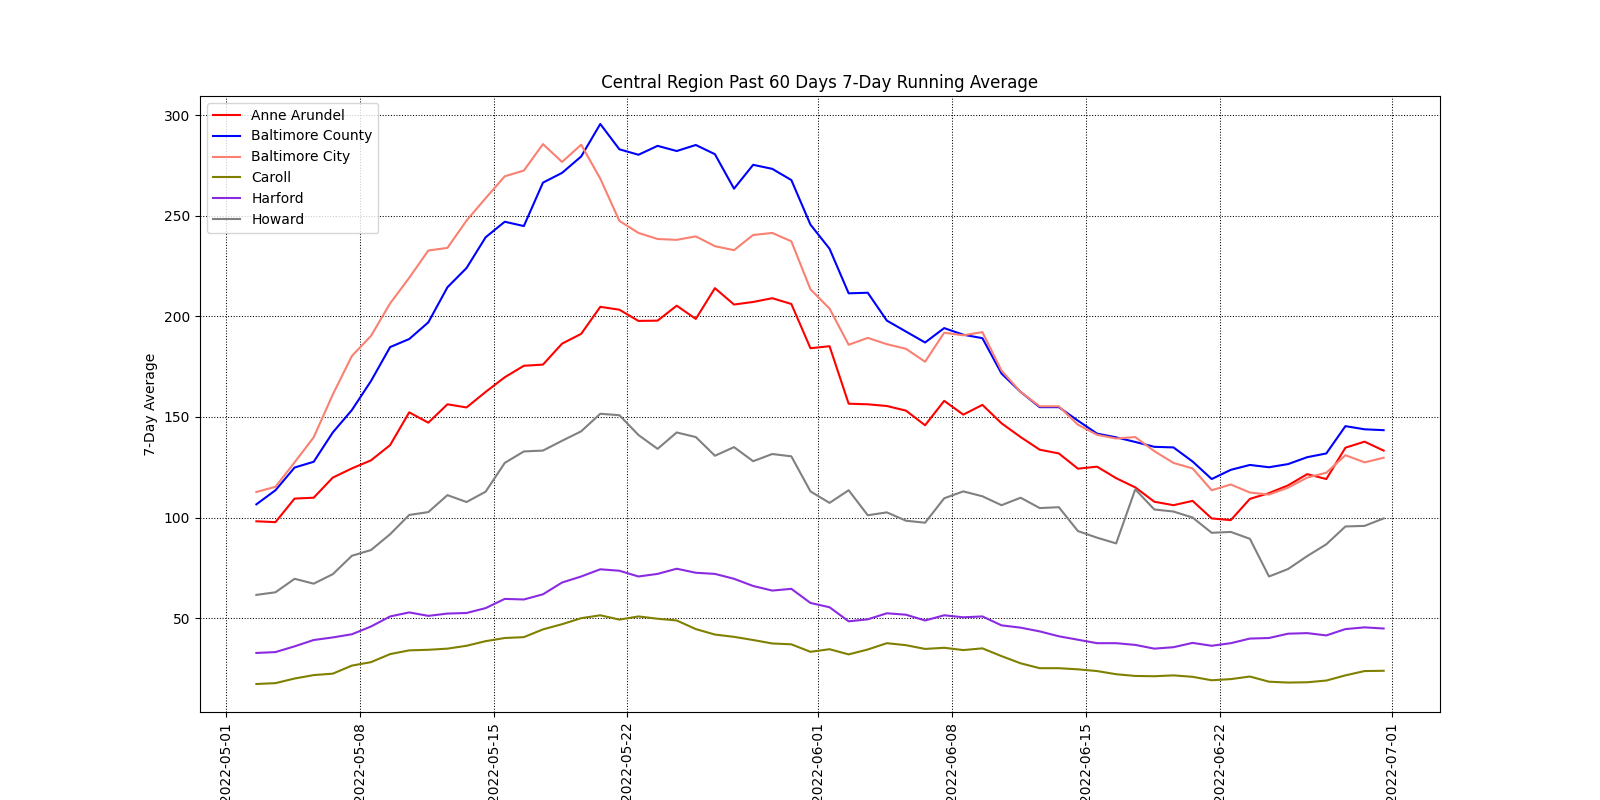 Central Region Past 60 Days 7-Day Running Average
300
250
200
150
100
50
7-Day Average
Anne Arundel
Baltimore County
Baltimore City
Caroll
Harford
Howard
2022-05-01
2022-05-08
2022-05-15
2022-05-22
2022-06-01
2022-06-08
2022-06-15
2022-06-22
2022-07-01